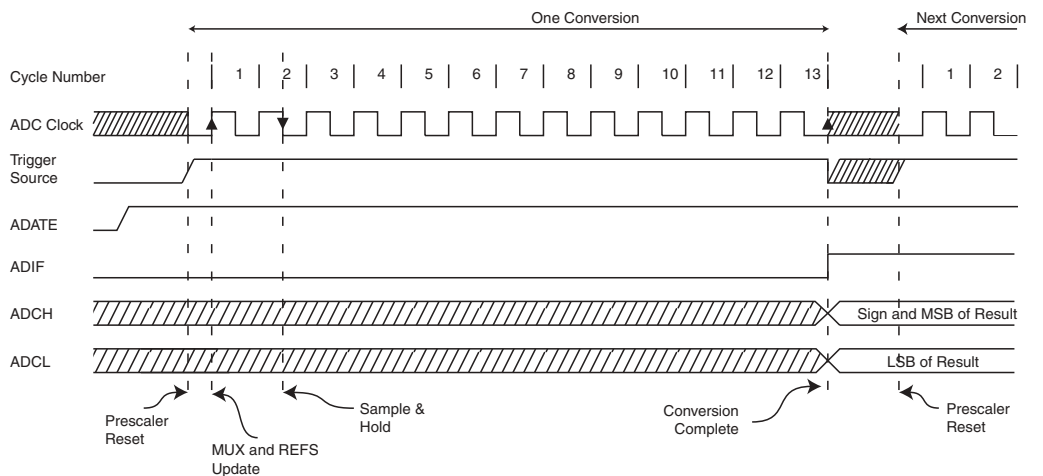 One Conversion
Next Conversion
Cycle Number
1 2 3 4 5 6 7 8 9 10 11 12 13 1 2
ADC Clock
Trigger
Source
ADATE
ADIF
ADCH
Sign and MSB of Result
ADCL
LSB of Result
Prescaler
Reset
MUX and REFS
Update
Sample &
Hold
Conversion
Complete
Prescaler
Reset